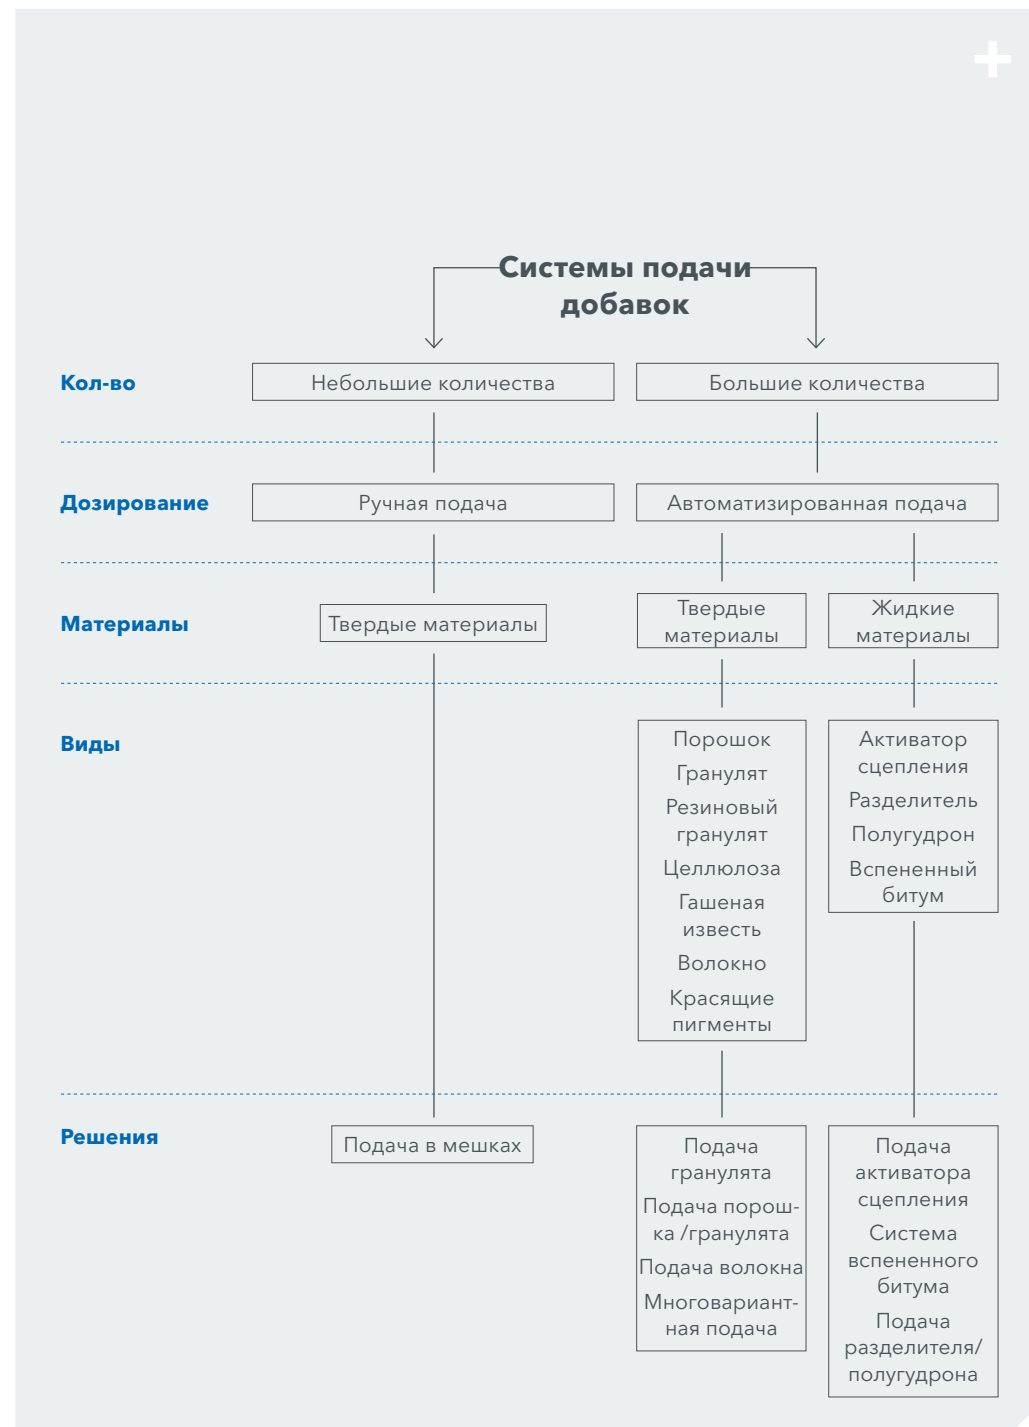 Системы подачи
добавок
Кол-во
Небольшие количества
Большие количества
Дозирование
Ручная подача
Автоматизированная подача
Материалы
Твердые материалы
Твердые
материалы
Жидкие
материалы
Виды
Порошок
Гранулят
Резиновый
гранулят
Целлюлоза
Гашеная
известь
Волокно
Красящие
пигменты
Активатор
сцепления
Разделитель
Полугудрон
Вспененный
битум
Решения
Подача в мешках
Подача
гранулята
Подача порош-
ка /гранулята
Подача волокна
Многовариант-
ная подача
Подача
активатора
сцепления
Система
вспененного
битума
Подача
разделителя/
полугудрона